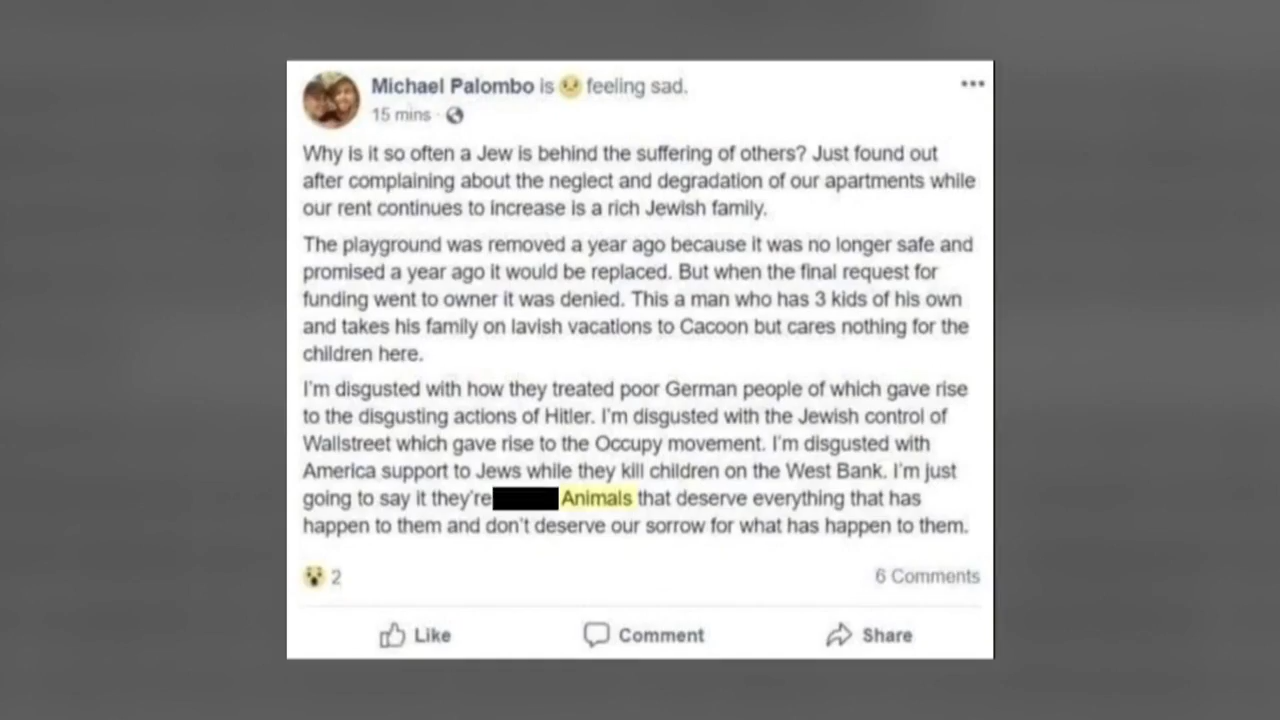 Michael Palombo is feeling sad.
15 mins ·
Why is it so often a Jew is behind the suffering of others? Just found out
after complaining about the neglect and degradation of our apartments while
our rent continues to increase is a rich Jewish family.
The playground was removed a year ago because it was no longer safe and
promised a year ago it would be replaced. But when the final request for
funding went to owner it was denied. This a man who has 3 kids of his own
and takes his family on lavish vacations to Cacoon but cares nothing for the
children here.
I'm disgusted with how they treated poor German people of which gave rise
to the disgusting actions of Hitler. I'm disgusted with the Jewish control of
Wallstreet which gave rise to the Occupy movement. I'm disgusted with
America support to Jews while they kill children on the West Bank. I'm just
going to say it they're Animals that deserve everything that has
happen to them and don't deserve our sorrow for what has happen to them.
2 6 Comments
Like Comment Share